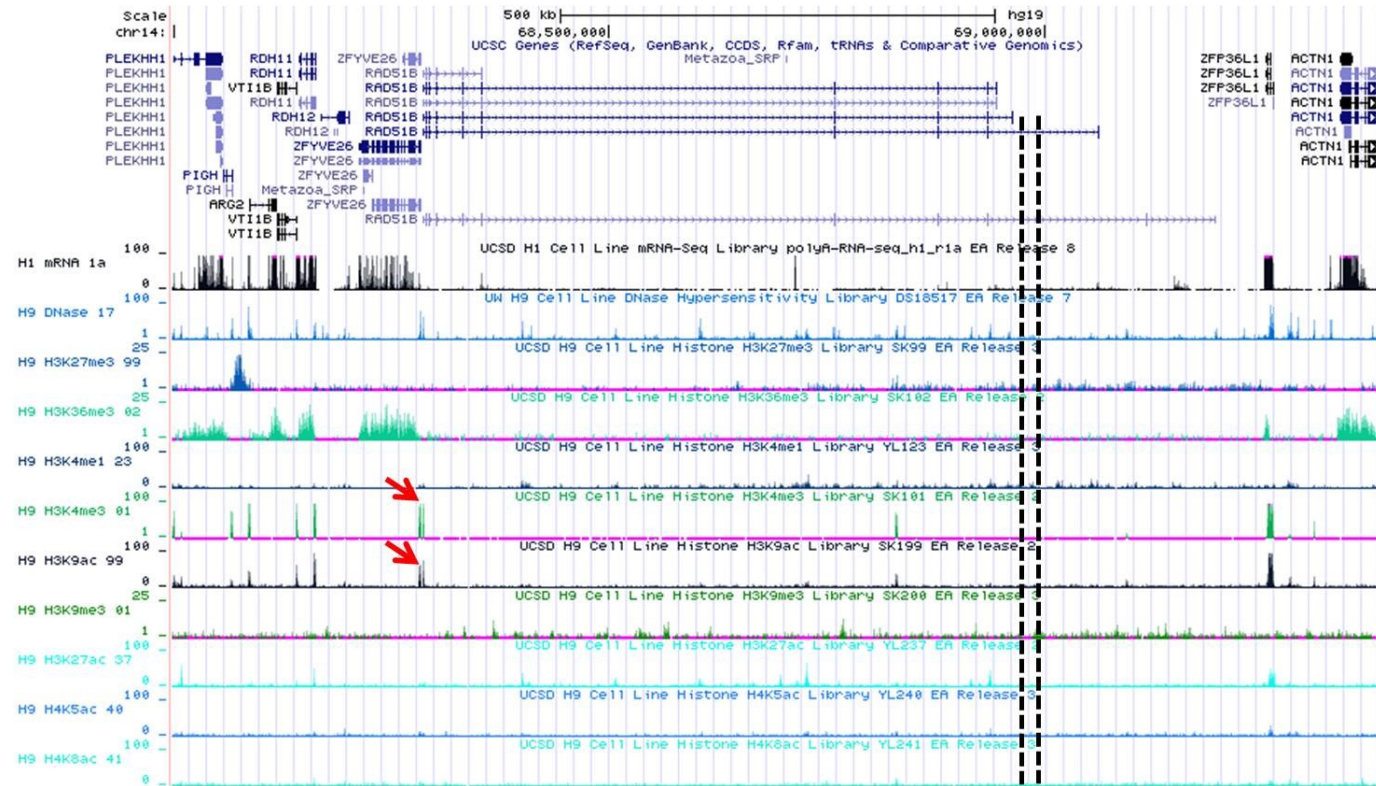 Scale 500 kb hg19
chr14: 68,500,000 69,000,000
UCSC Genes (RefSeq, GenBank, CCDS, Rfam, tRNAs & Comparative Genomics)
PLEKHH1 RDH11 ZFYVE26 Metazoa_SRP ZFP36L1 ACTN1
PLEKHH1 RDH11 RAD51B ZFP36L1 ACTN1
PLEKHH1 VTI1B RAD51B ZFP36L1 ACTN1
PLEKHH1 RDH11 RAD51B ZFP36L1 ACTN1
PLEKHH1 RDH12 RAD51B ACTN1
PLEKHH1 RDH12 RAD51B ACTN1
PLEKHH1 ZFYVE26 ACTN1
PLEKHH1 ZFYVE26 ACTN1
PIGH ZFYVE26
PIGH Metazoa_SRP
ARG2 ZFYVE26
VTI1B RAD51B
VTI1B
UCSD H1 Cell Line mRNA-Seq Library polyA-RNA-seq_h1_r1a EA Release 8
100
H1 mRNA 1a
0
UW H9 Cell Line DNase Hypersensitivity Library DS18517 EA Release 7
100
H9 DNase 17
1
UCSD H9 Cell Line Histone H3K27me3 Library SK99 EA Release 3
25
H9 H3K27me3 99
1
UCSD H9 Cell Line Histone H3K36me3 Library SK102 EA Release 2
25
H9 H3K36me3 02
1
UCSD H9 Cell Line Histone H3K4me1 Library YL123 EA Release 3
100
H9 H3K4me1 23
0
UCSD H9 Cell Line Histone H3K4me3 Library SK101 EA Release 2
100
H9 H3K4me3 01
1
UCSD H9 Cell Line Histone H3K9ac Library SK199 EA Release 2
100
H9 H3K9ac 99
0
UCSD H9 Cell Line Histone H3K9me3 Library SK200 EA Release 3
25
H9 H3K9me3 01
1
UCSD H9 Cell Line Histone H3K27ac Library YL237 EA Release 2
100
H9 H3K27ac 37
0
UCSD H9 Cell Line Histone H4K5ac Library YL240 EA Release 3
100
H9 H4K5ac 40
0
UCSD H9 Cell Line Histone H4K8ac Library YL241 EA Release 3
100
H9 H4K8ac 41
0